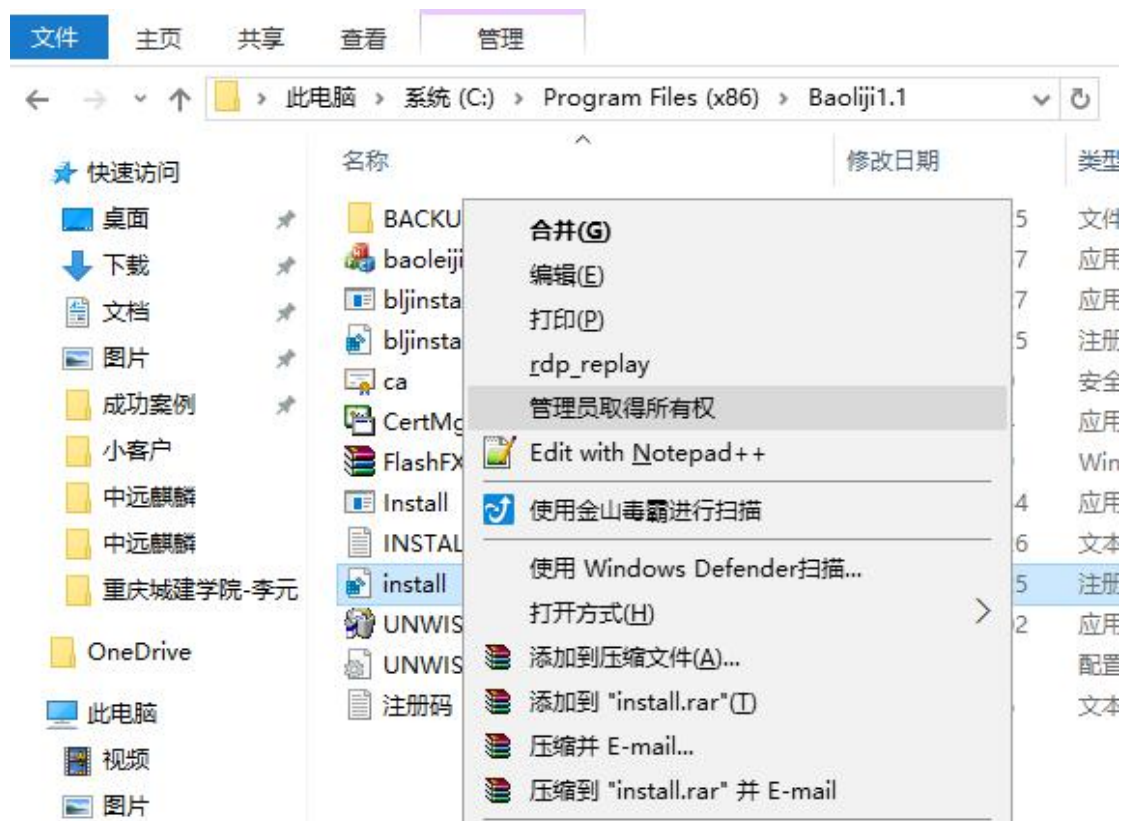 文件 主页 共享 查看 管理
此电脑 > 系统 (C:) > Program Files (x86) > Baoliji1.1
名称 修改日期 类型
快速访问
桌面
下载
文档
图片
成功案例
小客户
中远麒麟
中远麒麟
重庆城建学院-李元
OneDrive
此电脑
视频
图片
BACKU 5 文件
baoleiji 7 应用
bljinsta 7 应用
bljinsta 5 注册
ca 安全
CertMg 应用
FlashFX Win
Install 4 应用
INSTAL 6 文本
install 5 注册
UNWIS 02 应用
UNWIS 配置
注册码 文本
合并(G)
编辑(E)
打印(P)
rdp_replay
管理员取得所有权
Edit with Notepad++
使用金山毒霸进行扫描
使用 Windows Defender扫描...
打开方式(H)
添加到压缩文件(A)...
添加到 "install.rar"(T)
压缩并 E-mail...
压缩到 "install.rar" 并 E-mail